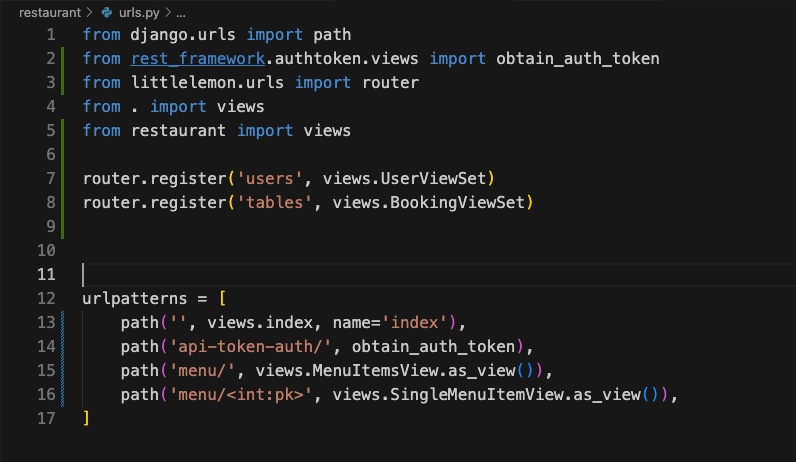 restaurant > urls.py > ...
1 from django.urls import path
2 from rest_framework.authtoken.views import obtain_auth_token
3 from littlelemon.urls import router
4 from . import views
5 from restaurant import views
6
7 router.register('users', views.UserViewSet)
8 router.register('tables', views.BookingViewSet)
9
10
11
12 urlpatterns = [
13     path('', views.index, name='index'),
14     path('api-token-auth/', obtain_auth_token),
15     path('menu/', views.MenuItemsView.as_view()),
16     path('menu/<int:pk>', views.SingleMenuItemView.as_view()),
17 ]